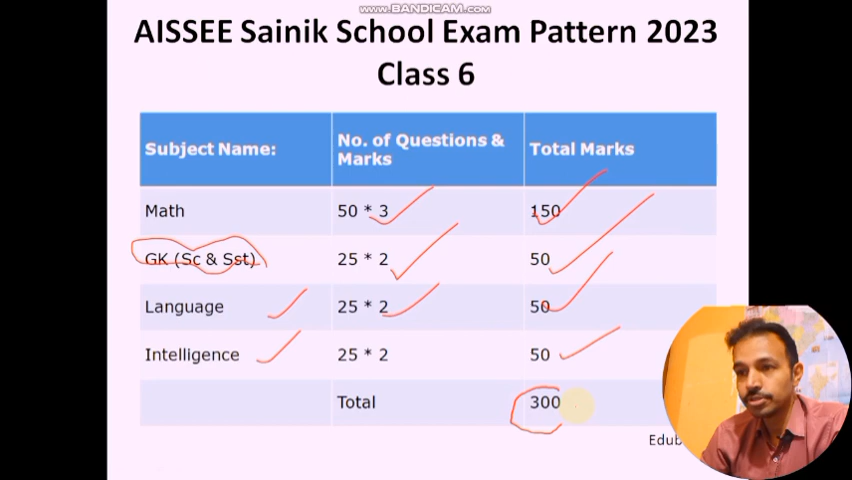 www.BANDICAM.com
AISSEE Sainik School Exam Pattern 2023
Class 6
Subject Name:
No. of Questions &
Marks
Total Marks
Math
50 * 3
150
GK (Sc & Sst)
25 * 2
50
Language
25 * 2
50
Intelligence
25 * 2
50
Total
300